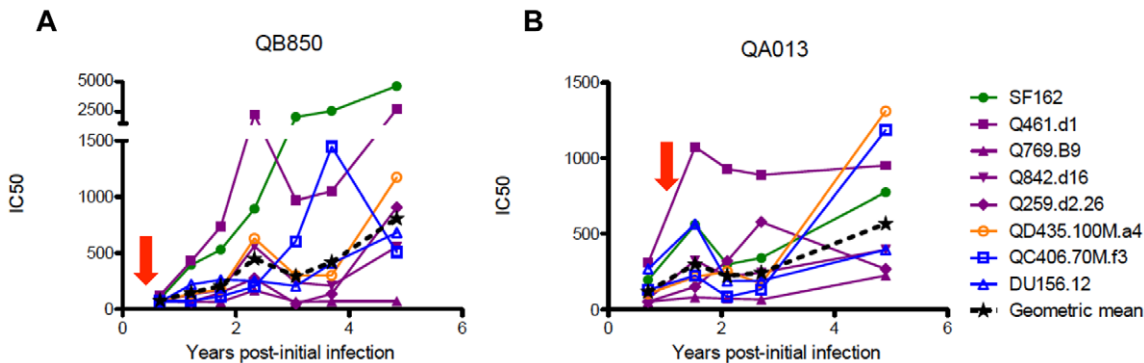 A
QB850
5000
2500
1500
1000
500
0
IC50
0 2 4 6
Years post-initial infection
B
QA013
1500
1000
500
0
IC50
0 2 4 6
Years post-initial infection
SF162
Q461.d1
Q769.B9
Q842.d16
Q259.d2.26
QD435.100M.a4
QC406.70M.f3
DU156.12
Geometric mean